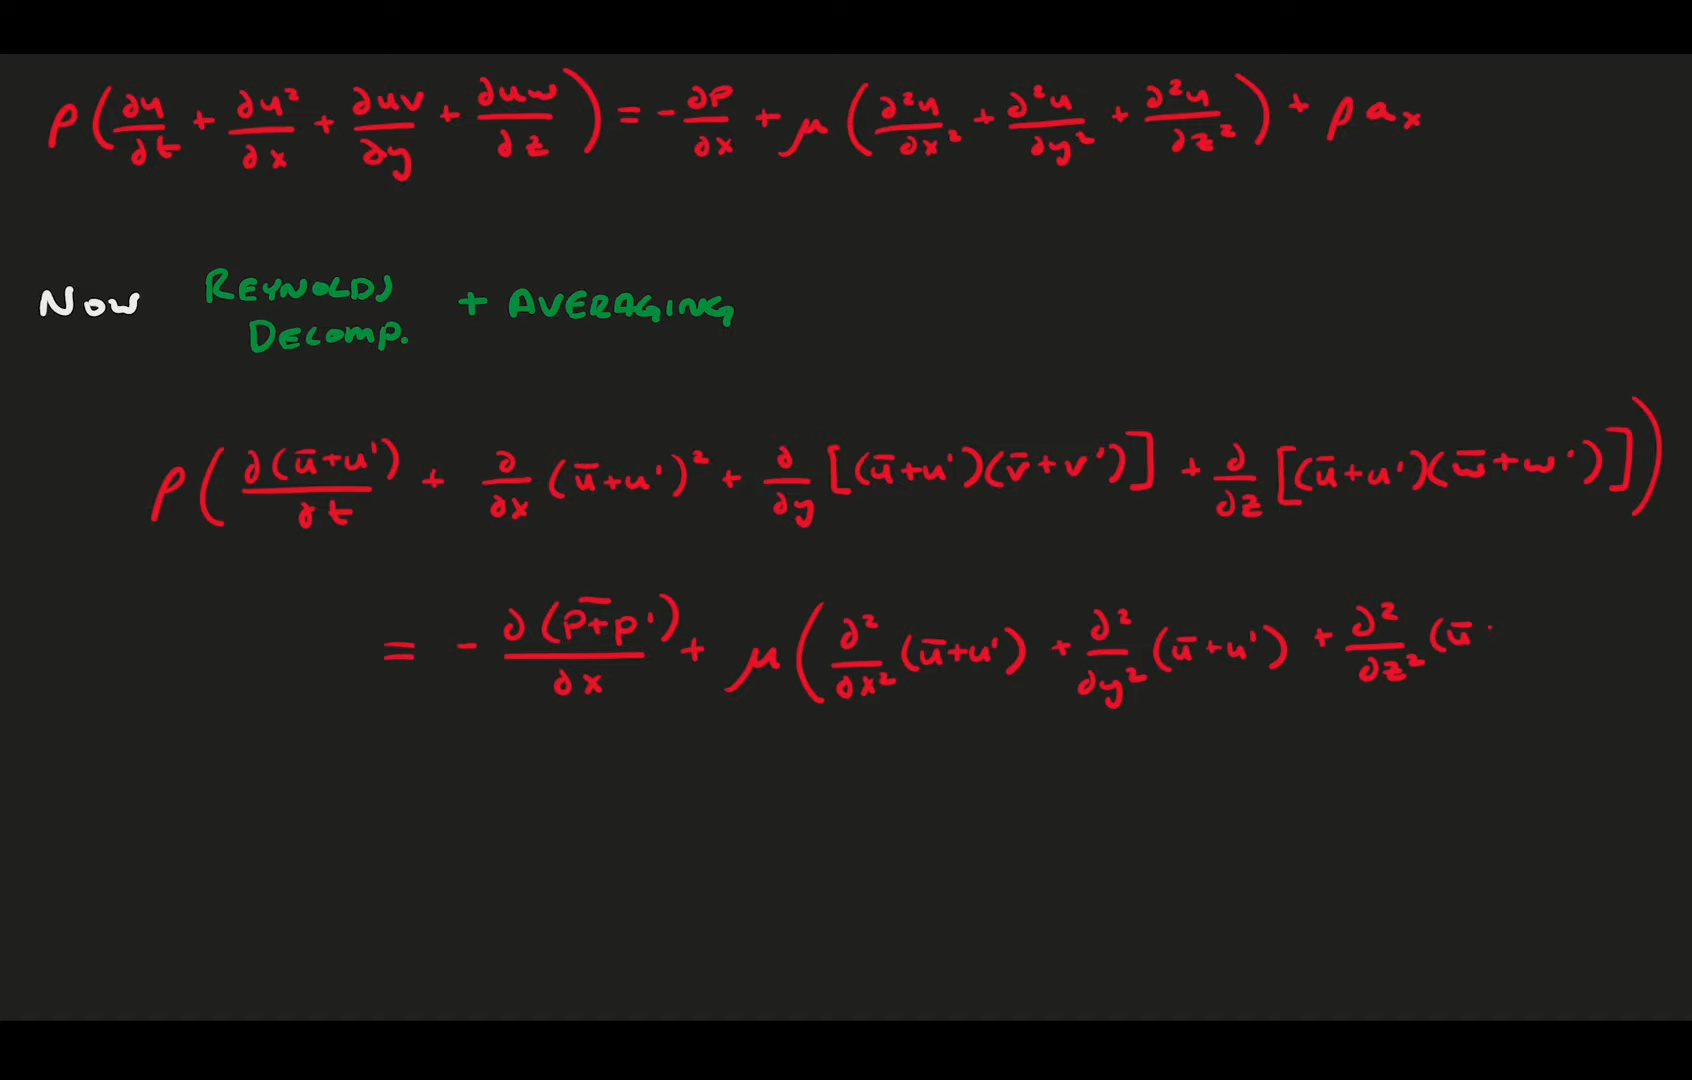 ρ(∂u/∂t + ∂u²/∂x + ∂uv/∂y + ∂uw/∂z) = -∂P/∂x + μ(∂²u/∂x² + ∂²u/∂y² + ∂²u/∂z²) + ρa_x
NOW REYNOLDS DECOMP. + AVERAGING
ρ(∂(ū+u')/∂t + ∂/∂x(ū+u')² + ∂/∂y[(ū+u')(v̄+v')] + ∂/∂z[(ū+u')(w̄+w')])
= -∂(p̄+p')/∂x + μ(∂²/∂x²(ū+u') + ∂²/∂y²(ū+u') + ∂²/∂z²(ū